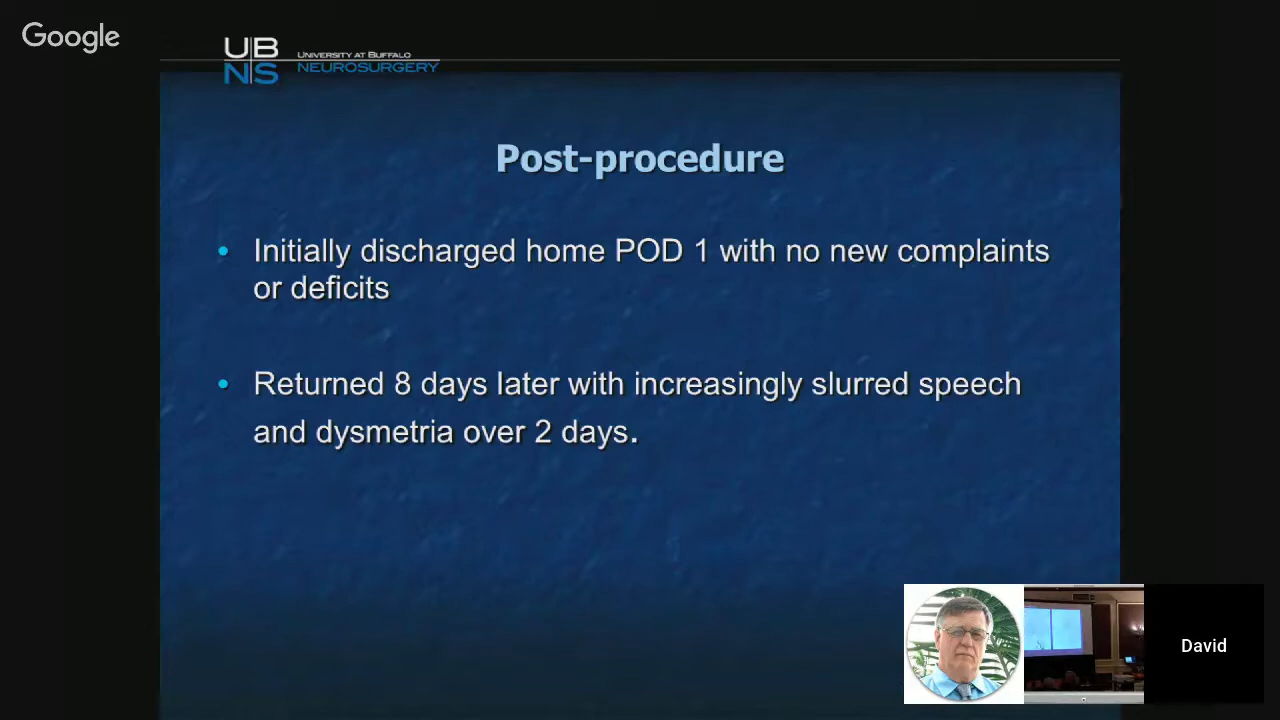 Google
UB
NS
UNIVERSITY AT BUFFALO
NEUROSURGERY
Post-procedure
• Initially discharged home POD 1 with no new complaints
or deficits
• Returned 8 days later with increasingly slurred speech
and dysmetria over 2 days.
David